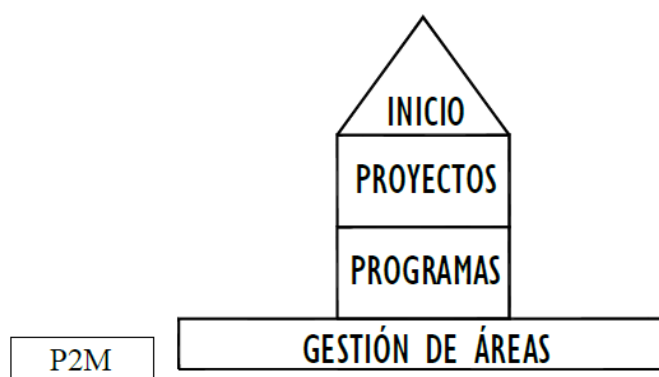 INICIO
PROYECTOS
PROGRAMAS
GESTIÓN DE ÁREAS
P2M